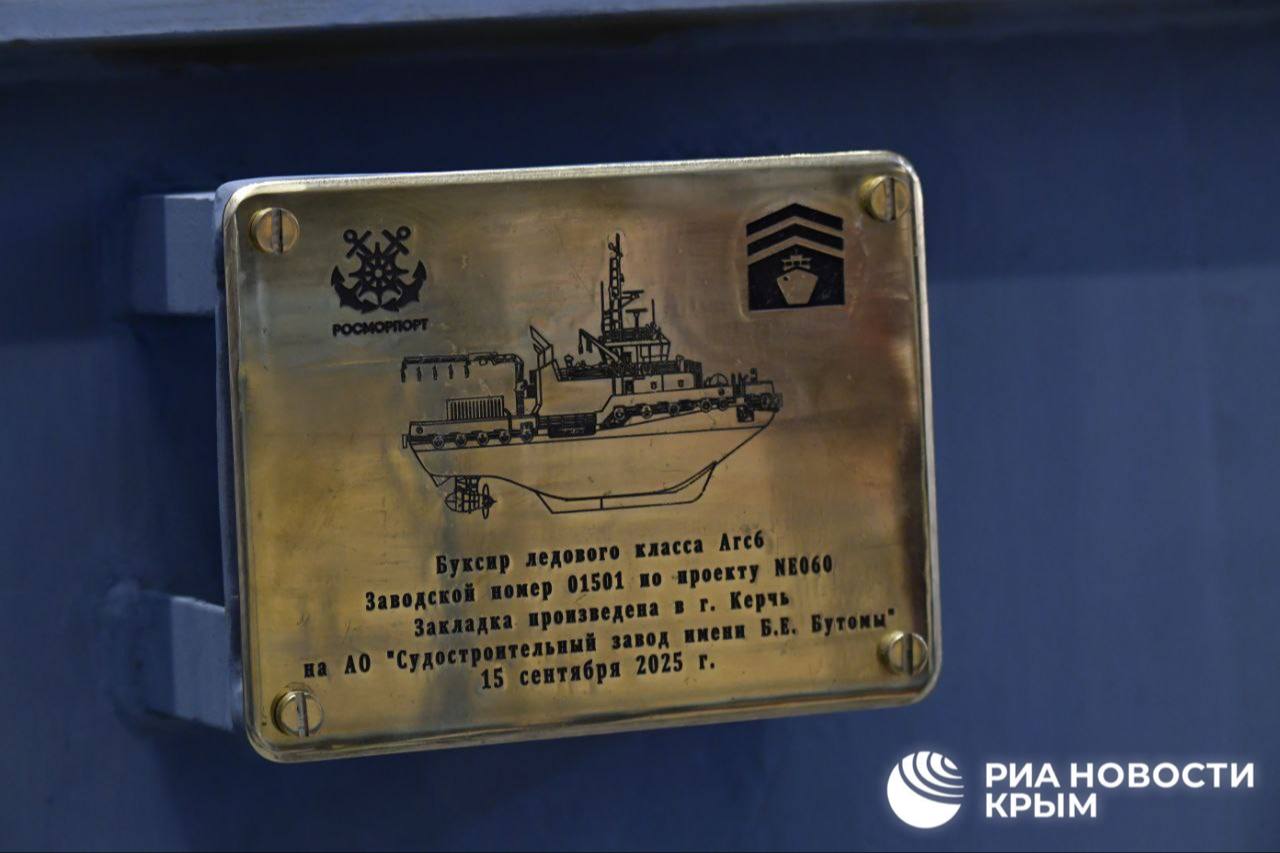 РОСМОРПОРТ
Буксир ледового класса Arc6
Заводской номер 01501 по проекту NE060
Закладка произведена в г. Керчь
на АО "Судостроительный завод имени Б.Е. Бутомы"
15 сентября 2025 г.
РИА НОВОСТИ
КРЫМ